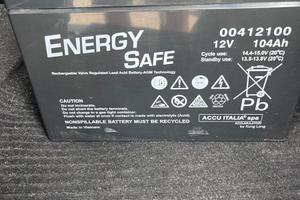 ENERGY
SAFE
00412100
12V 104Ah
Cycle use: 14.4-15.0V (20°C)
Standby use: 13.5-13.8V (20°C)
Rechargeable Valve Regulated Lead Acid Battery-AGM Technology
CAUTION
Do not incinerate.
Do not short the battery terminals.
Do not charge in a gas tight container.
Flush with water at once if contact is made with electrolyte (Acid).
NONSPILLABLE BATTERY MUST BE RECYCLED
Made in Vietnam
Pb
ACCU ITALIA spa
by Kung Long